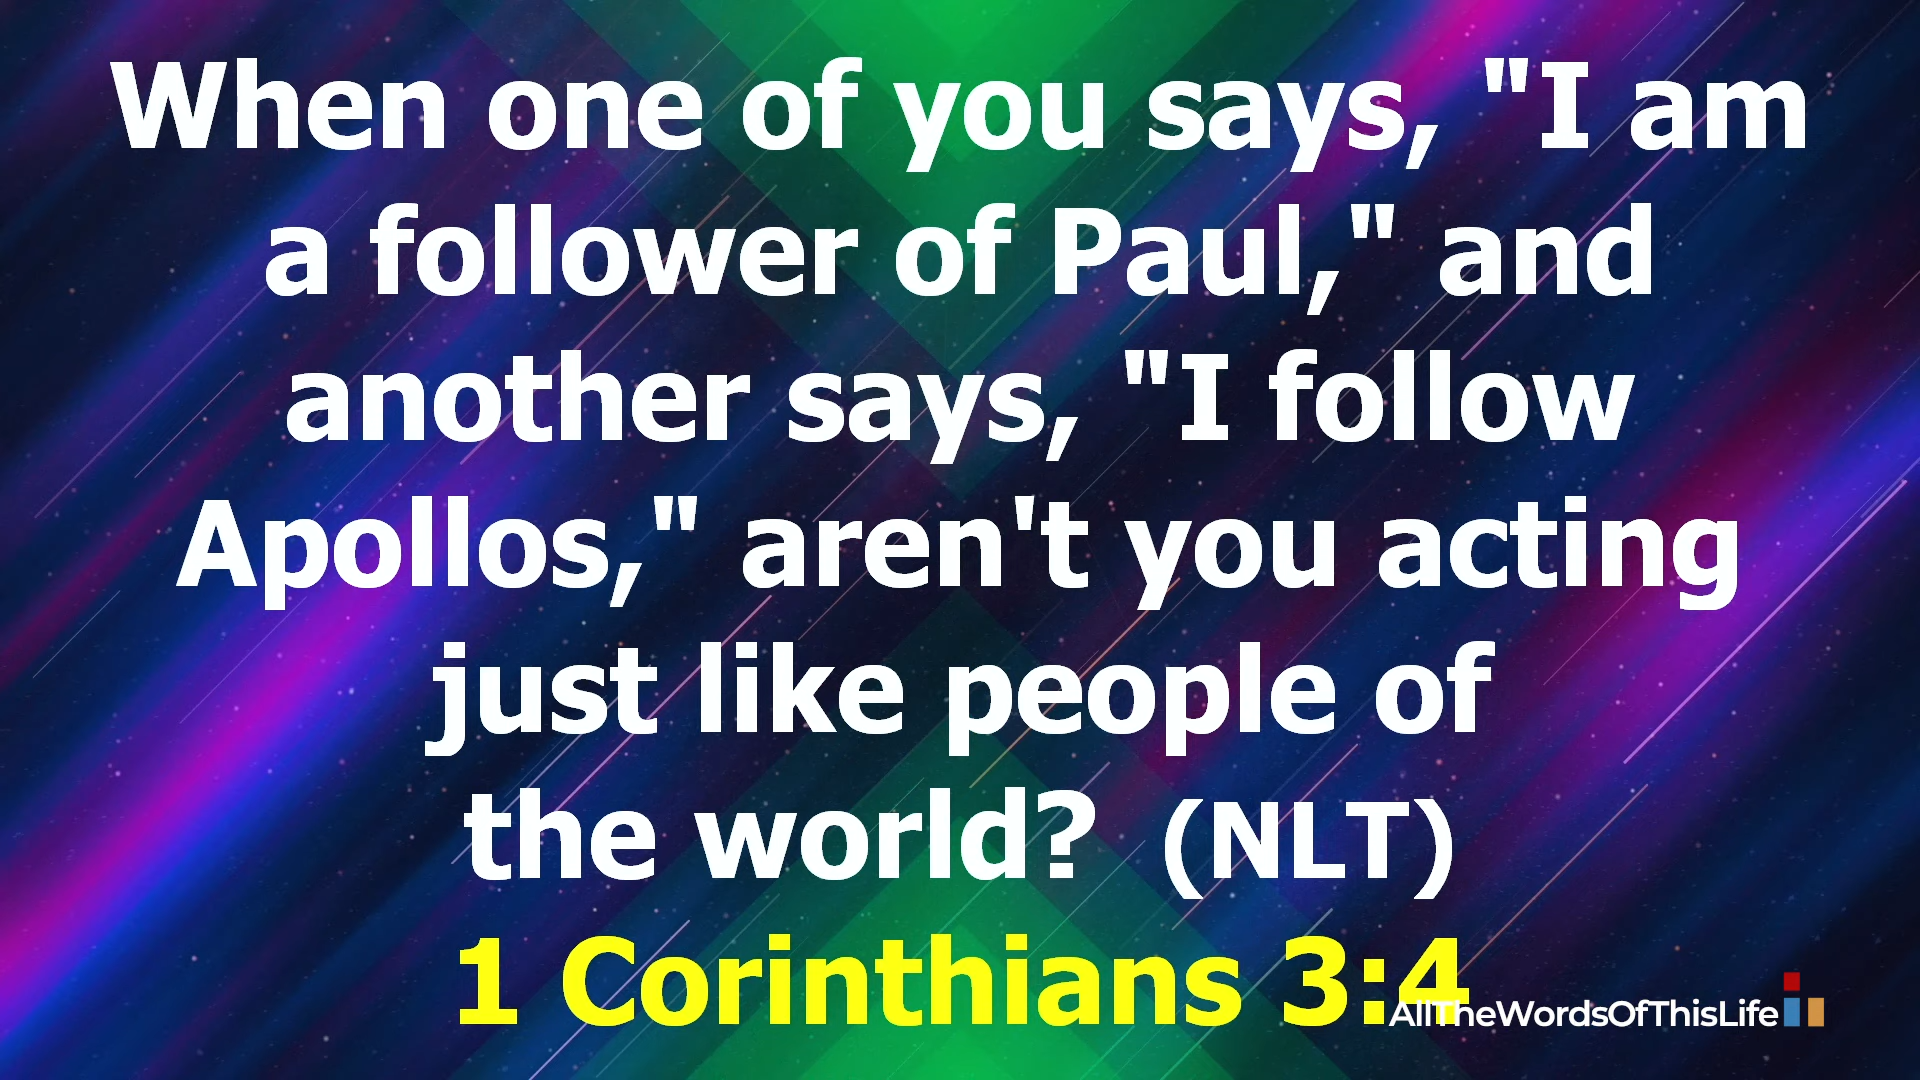 When one of you says, "I am
a follower of Paul," and
another says, "I follow
Apollos," aren't you acting
just like people of
the world?  (NLT)
1 Corinthians 3:4
AllTheWordsOfThisLife